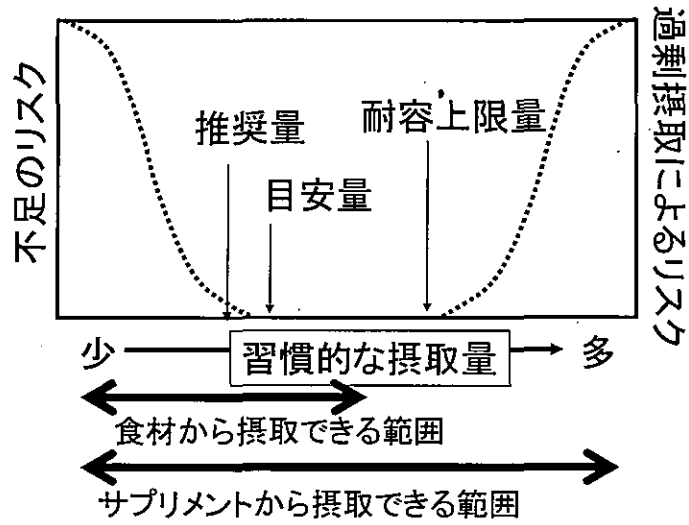 不足のリスク
過剰摂取によるリスク
推奨量
耐容上限量
目安量
少
習慣的な摂取量
多
食材から摂取できる範囲
サプリメントから摂取できる範囲